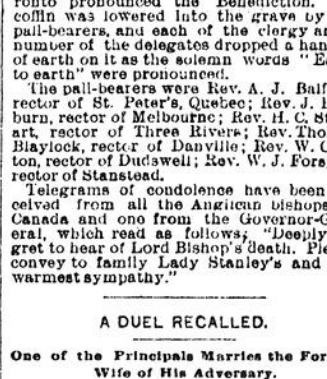 ronto pronounced the Benediction.
coffin was lowered into the grave by
pall-bearers, and each of the clergy a
number of the delegates dropped a han
of earth on it as the solemn words "E
to earth" were pronounced.
The pall-bearers were Rev. A. J. Balf
rector of St. Peter's, Quebec; Rev. J.
burn, rector of Melbourne; Rev. H. C. St
art, rector of Three Rivers; Rev. Tho
Blaylock, rector of Danville; Rev. W. C
ton, rector of Dudswell; Rev. W. J. Fors
rector of Stanstead.
Telegrams of condolence have been
ceived from all the Anglican bishops
Canada and one from the Governor-G
eral, which read as follows; "Deeply
gret to hear of Lord Bishop's death. Ple
convey to family Lady Stanley's and
warmest sympathy."
A DUEL RECALLED.
One of the Principals Marries the For
Wife of His Adversary.